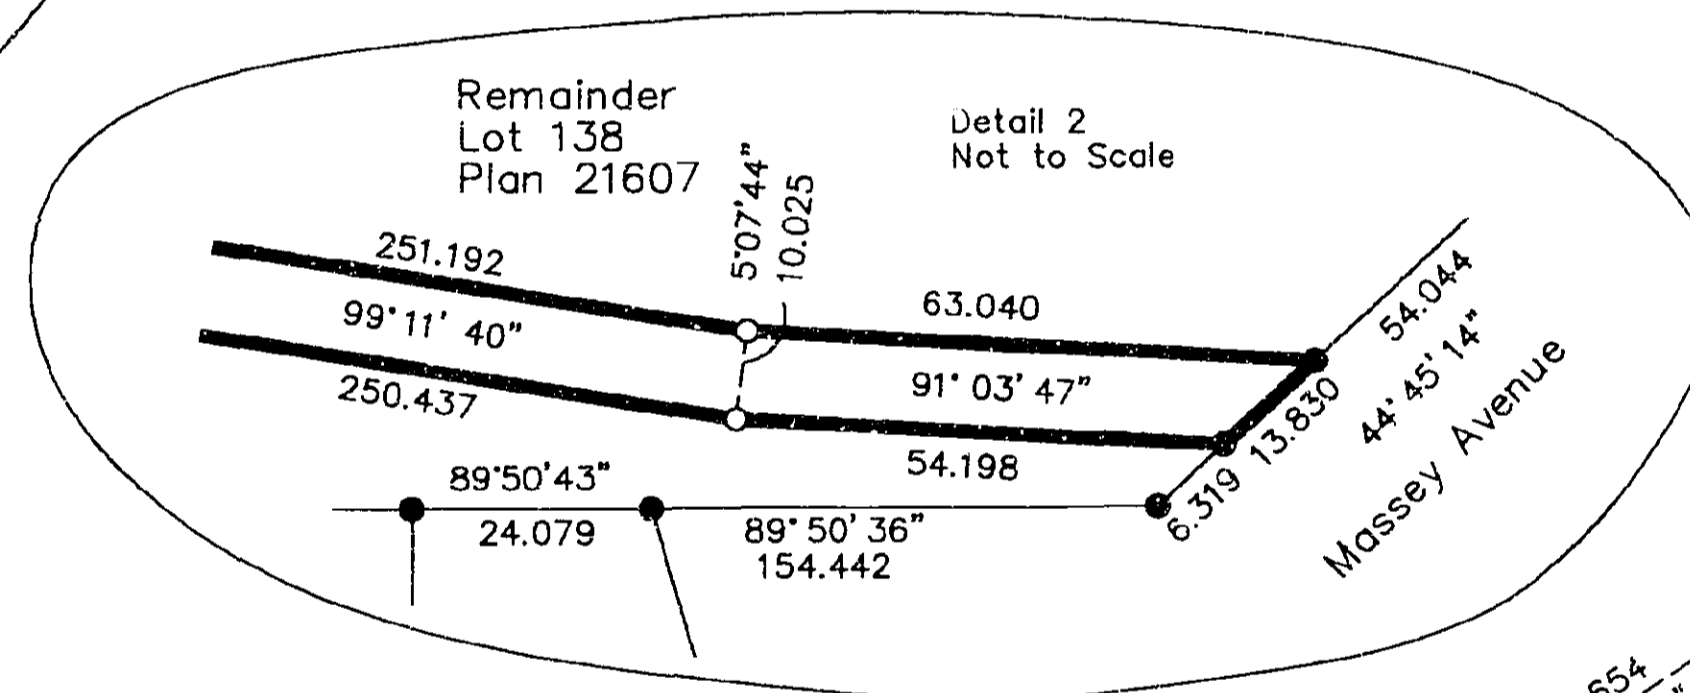 Remainder
Lot 138
Plan 21607
Detail 2
Not to Scale
5°07'44"
10.025
251.192
99°11'40"
250.437
63.040
91°03'47"
54.198
54.044
44°45'14"
13.830
6.319
Massey Avenue
89°50'43"
24.079
89°50'36"
154.442
654